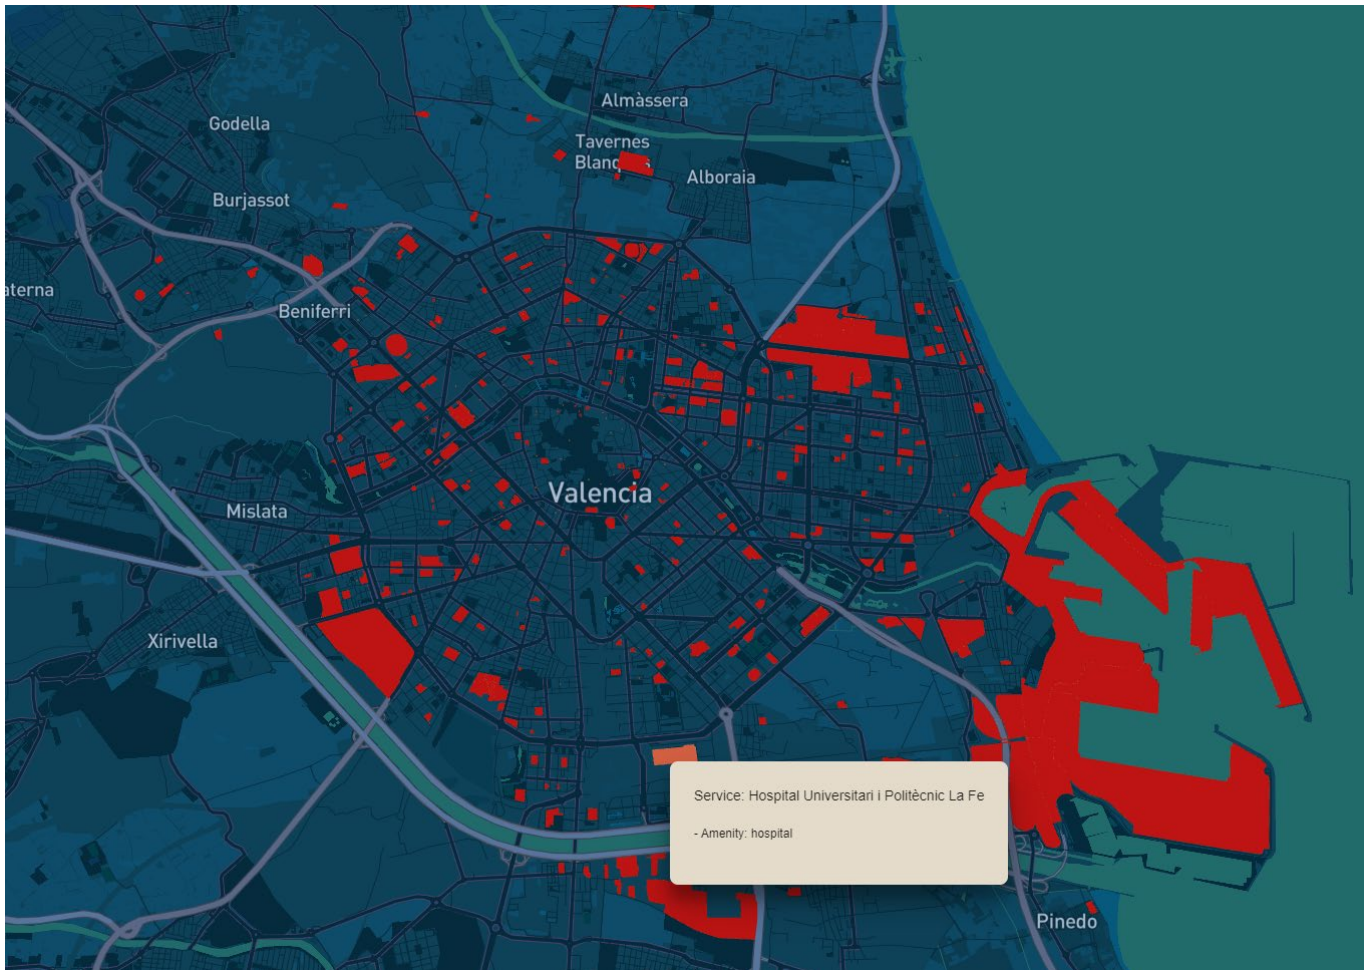 Almàssera
Godella
Tavernes
Alboraia
Burjassot
aterna
Beniferri
Valencia
Mislata
Xirivella
Service: Hospital Universitari i Politècnic La Fe
- Amenity: hospital
Pinedo